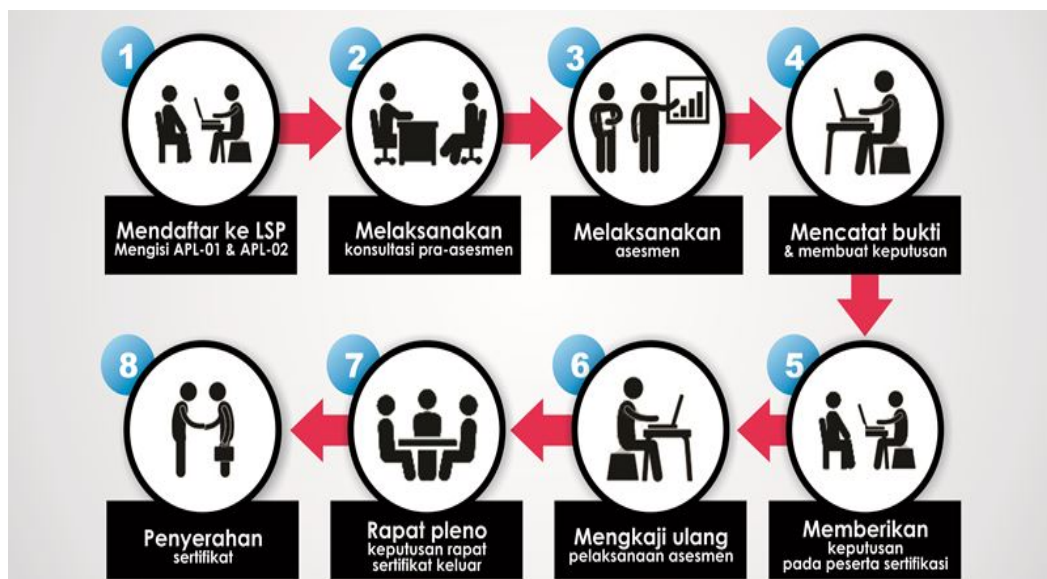 1
Mendaftar ke LSP
Mengisi APL-01 & APL-02
2
Melaksanakan
konsultasi pra-asesmen
3
Melaksanakan
asesmen
4
Mencatat bukti
& membuat keputusan
5
Memberikan
keputusan
pada peserta sertifikasi
6
Mengkaji ulang
pelaksanaan asesmen
7
Rapat pleno
keputusan rapat
sertifikat keluar
8
Penyerahan
sertifikat